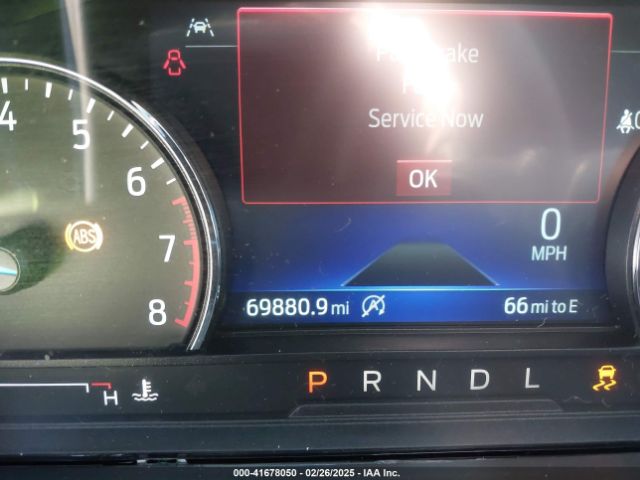 Service Now
OK
4
5
6
7
8
ABS
0
MPH
69880.9 mi
66 mi to E
H
P R N D L
000-41678050 - 02/26/2025 - IAA Inc.